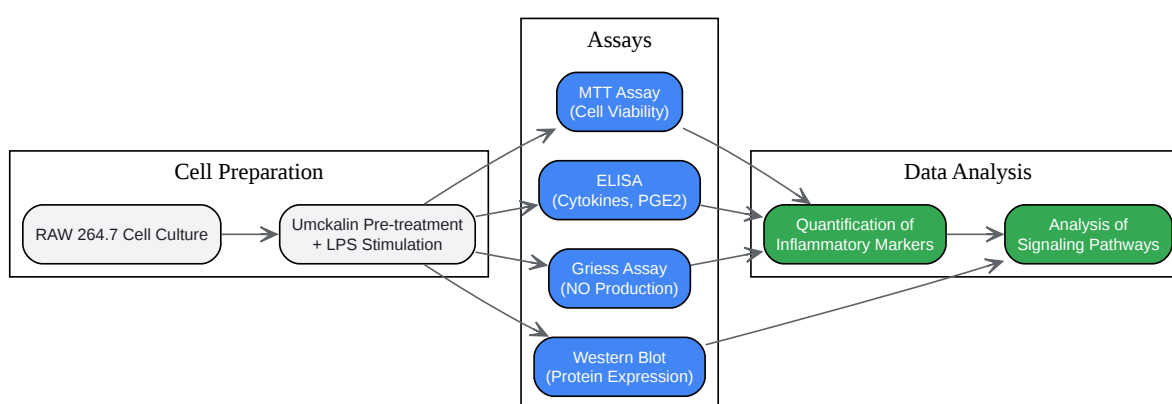 Cell Preparation
RAW 264.7 Cell Culture
Umckalin Pre-treatment
+ LPS Stimulation
Assays
MTT Assay
(Cell Viability)
ELISA
(Cytokines, PGE2)
Griess Assay
(NO Production)
Western Blot
(Protein Expression)
Data Analysis
Quantification of
Inflammatory Markers
Analysis of
Signaling Pathways